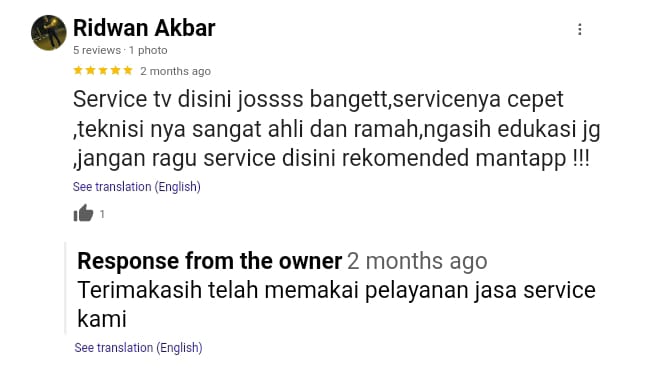 Ridwan Akbar
5 reviews · 1 photo
2 months ago
Service tv disini jossss bangett,servicenya cepet
,teknisi nya sangat ahli dan ramah,ngasih edukasi jg
,jangan ragu service disini rekomended mantapp !!!
See translation (English)
1
Response from the owner 2 months ago
Terimakasih telah memakai pelayanan jasa service
kami
See translation (English)